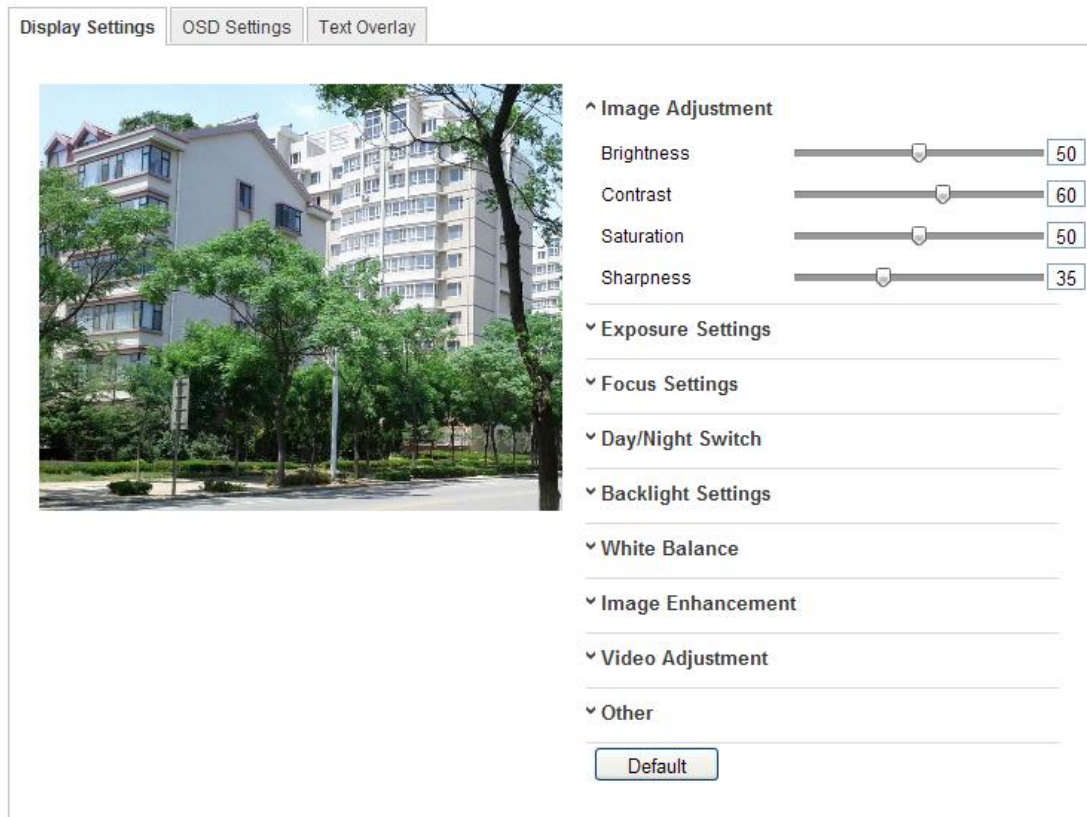 Display Settings
OSD Settings
Text Overlay
Image Adjustment
Brightness 50
Contrast 60
Saturation 50
Sharpness 35
Exposure Settings
Focus Settings
Day/Night Switch
Backlight Settings
White Balance
Image Enhancement
Video Adjustment
Other
Default